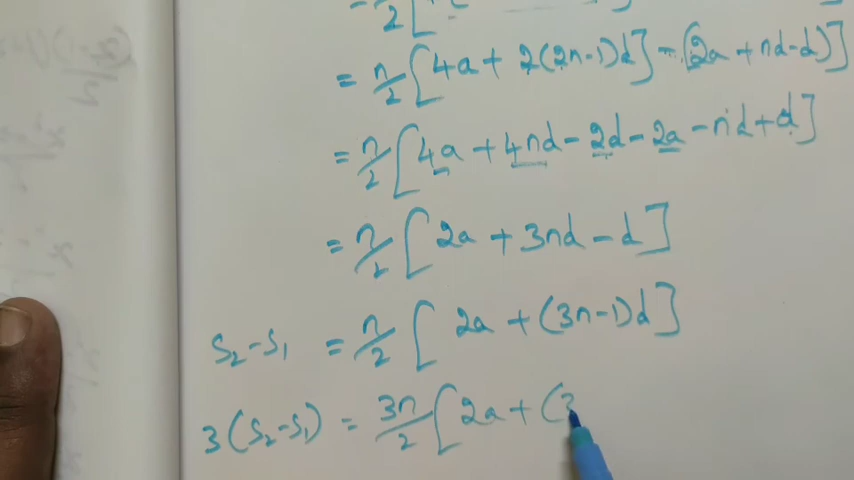 = n/2 [4a + 2(2n-1)d] - (2a + nd-d)]
= n/2 [4a + 4nd - 2d - 2a - nd + d]
= n/2 [2a + 3nd - d]
S₂-S₁ = n/2 [2a + (3n-1)d]
3(S₂-S₁) = 3n/2 [2a + (3